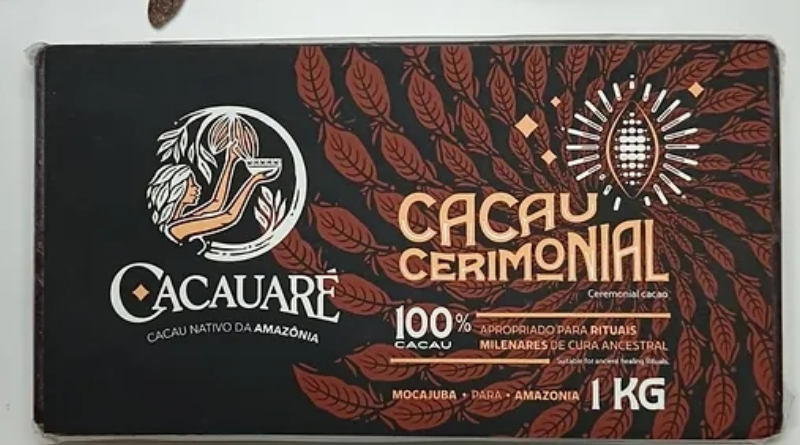 CACAUARÉ
CACAU NATIVO DA AMAZÔNIA
CACAU
CERIMONIAL
Ceremonial cacao
100%
CACAU
APROPRIADO PARA RITUAIS
MILENARES DE CURA ANCESTRAL
Suitable for ancient healing Rituals.
MOCAJUBA • PARA • AMAZONIA
1 KG